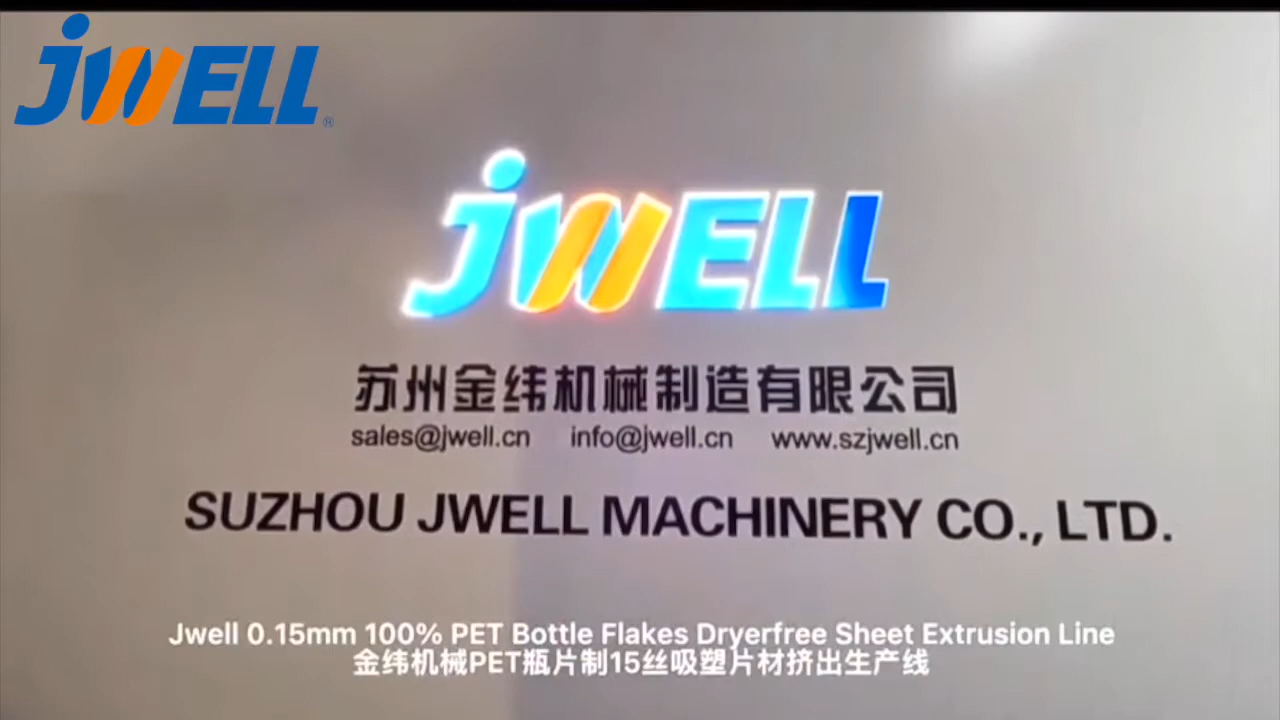 JWELL®
JWELL
苏州金纬机械制造有限公司
sales@jwell.cn info@jwell.cn www.szjwell.cn
SUZHOU JWELL MACHINERY CO., LTD.
Jwell 0.15mm 100% PET Bottle Flakes Dryerfree Sheet Extrusion Line
金纬机械PET瓶片制15丝吸塑片材挤出生产线